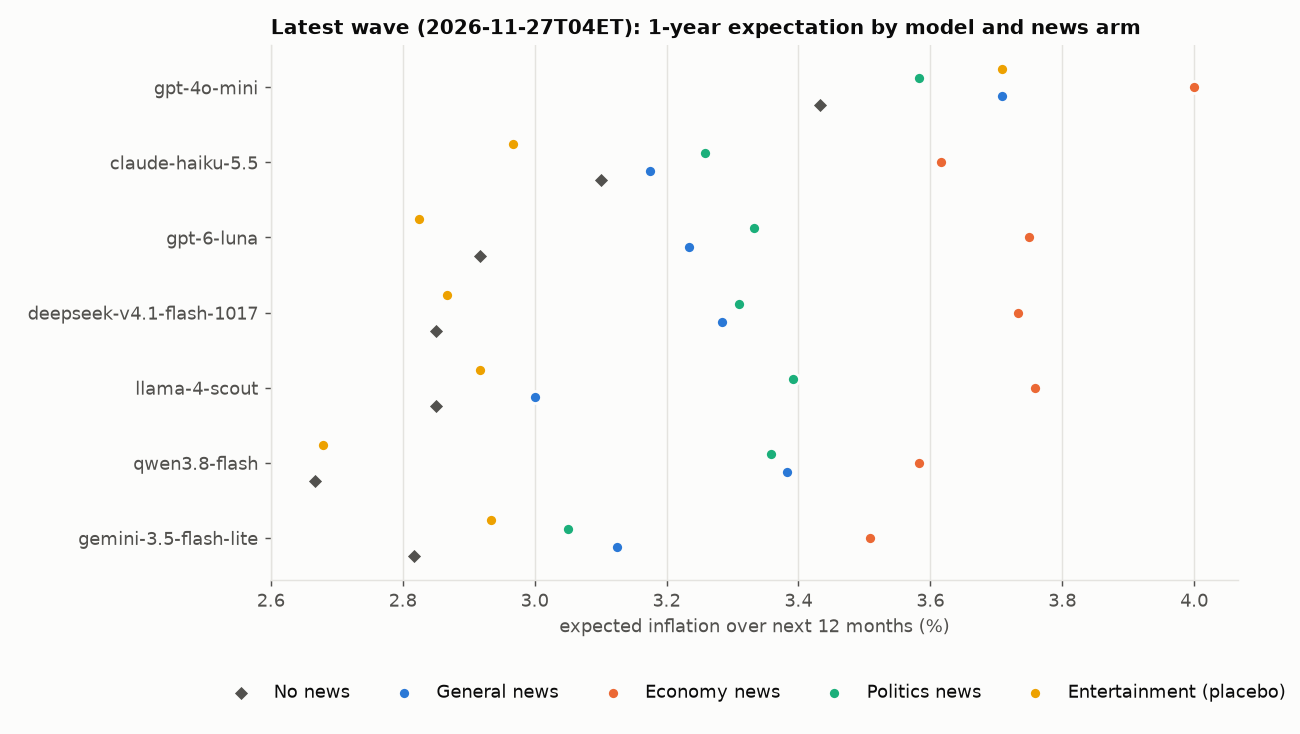 Latest wave (2026-11-27T04ET): 1-year expectation by model and news arm
gpt-4o-mini
claude-haiku-5.5
gpt-6-luna
deepseek-v4.1-flash-1017
llama-4-scout
qwen3.8-flash
gemini-3.5-flash-lite
2.6 2.8 3.0 3.2 3.4 3.6 3.8 4.0
expected inflation over next 12 months (%)
No news General news Economy news Politics news Entertainment (placebo)